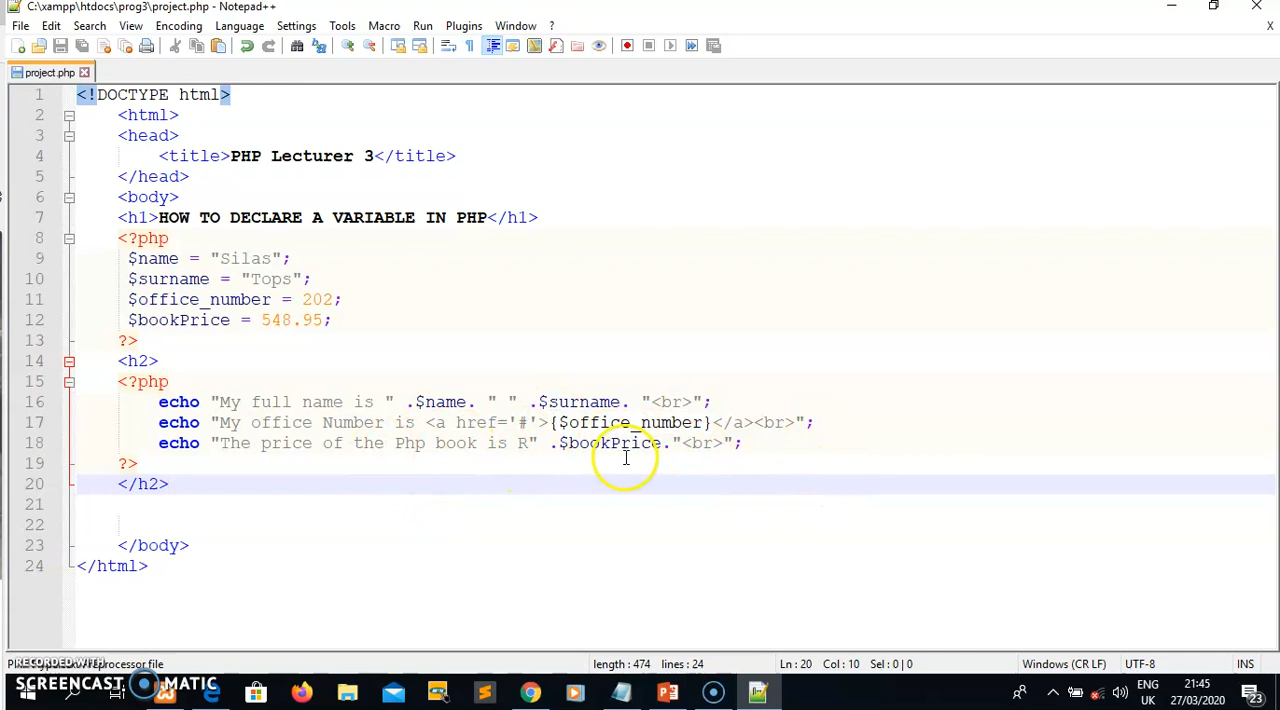 C:\xampp\htdocs\prog3\project.php - Notepad++
File Edit Search View Encoding Language Settings Tools Macro Run Plugins Window ?
X
project.php
1 <!DOCTYPE html>
2 <html>
3 <head>
4 <title>PHP Lecturer 3</title>
5 </head>
6 <body>
7 <h1>HOW TO DECLARE A VARIABLE IN PHP</h1>
8 <?php
9 $name = "Silas";
10 $surname = "Tops";
11 $office_number = 202;
12 $bookPrice = 548.95;
13 ?>
14 <h2>
15 <?php
16 echo "My full name is " .$name. " " .$surname. "<br>";
17 echo "My office Number is <a href='#'>{$office_number}</a><br>";
18 echo "The price of the Php book is R" .$bookPrice."<br>";
19 ?>
20 </h2>
21
22
23 </body>
24 </html>
length : 474 lines : 24 Ln : 20 Col : 10 Sel : 0 | 0 Windows (CR LF) UTF-8 INS
RECORDED WITH
SCREENCAST MATIC
ENG
UK
21:45
27/03/2020
23